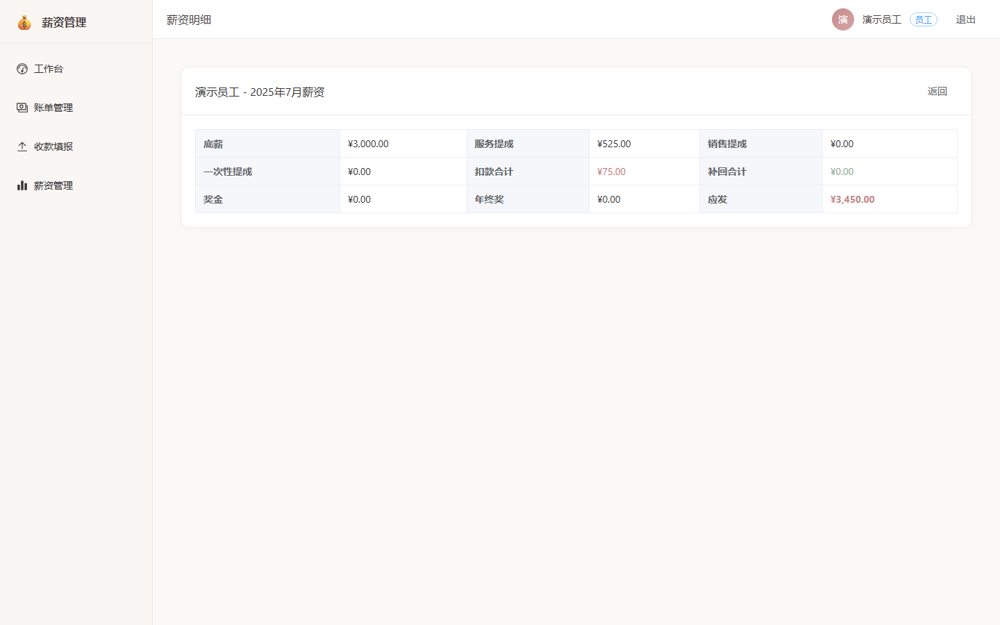 薪资管理
薪资明细
演
演示员工
员工
退出
工作台
账单管理
收款填报
薪资管理
演示员工 - 2025年7月薪资
返回
底薪 ¥3,000.00 服务提成 ¥525.00 销售提成 ¥0.00
一次性提成 ¥0.00 扣款合计 ¥75.00 补回合计 ¥0.00
奖金 ¥0.00 年终奖 ¥0.00 应发 ¥3,450.00